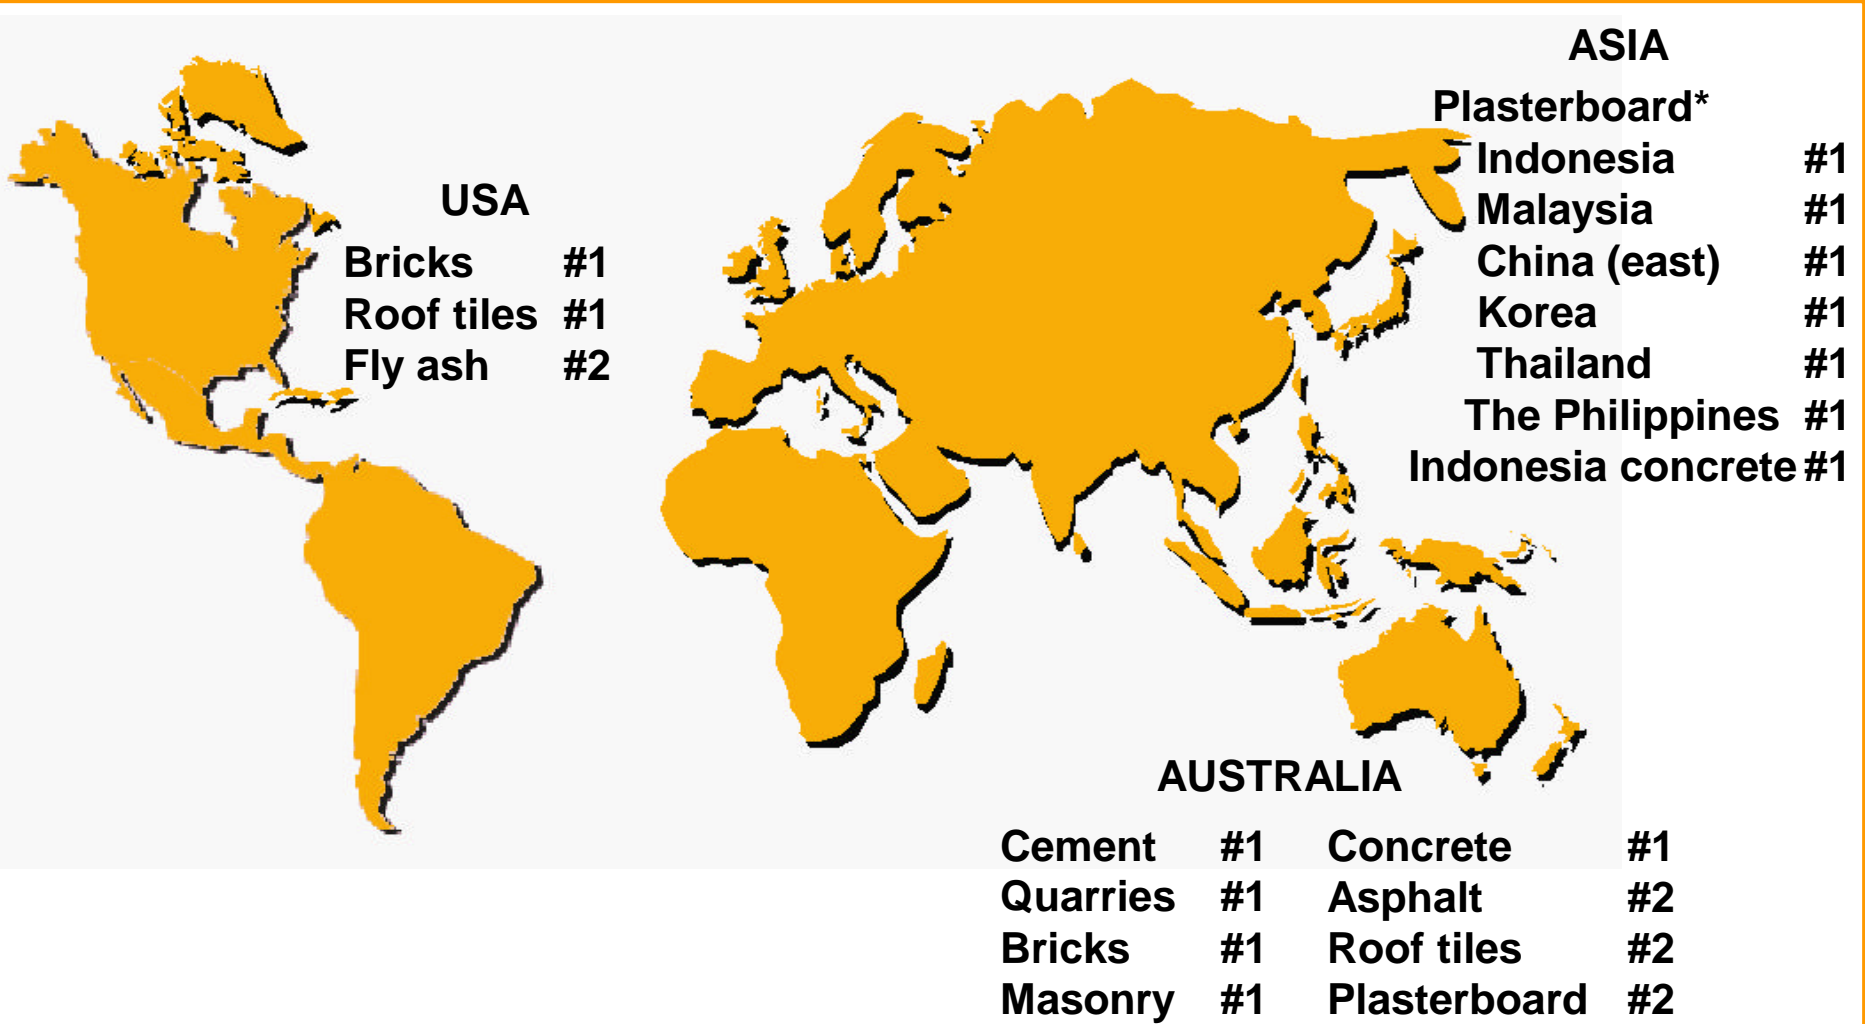 USA
Bricks #1
Roof tiles #1
Fly ash #2
ASIA
Plasterboard*
Indonesia #1
Malaysia #1
China (east) #1
Korea #1
Thailand #1
The Philippines #1
Indonesia concrete #1
AUSTRALIA
Cement #1 Concrete #1
Quarries #1 Asphalt #2
Bricks #1 Roof tiles #2
Masonry #1 Plasterboard #2